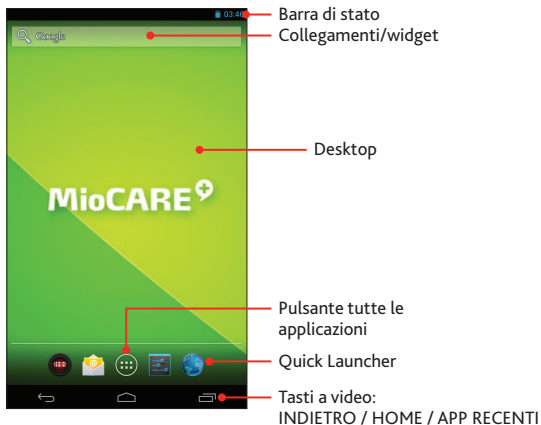 03:46
Barra di stato
Google
Collegamenti/widget
Desktop
MioCARE+
Pulsante tutte le
applicazioni
Quick Launcher
Tasti a video:
INDIETRO / HOME / APP RECENTI